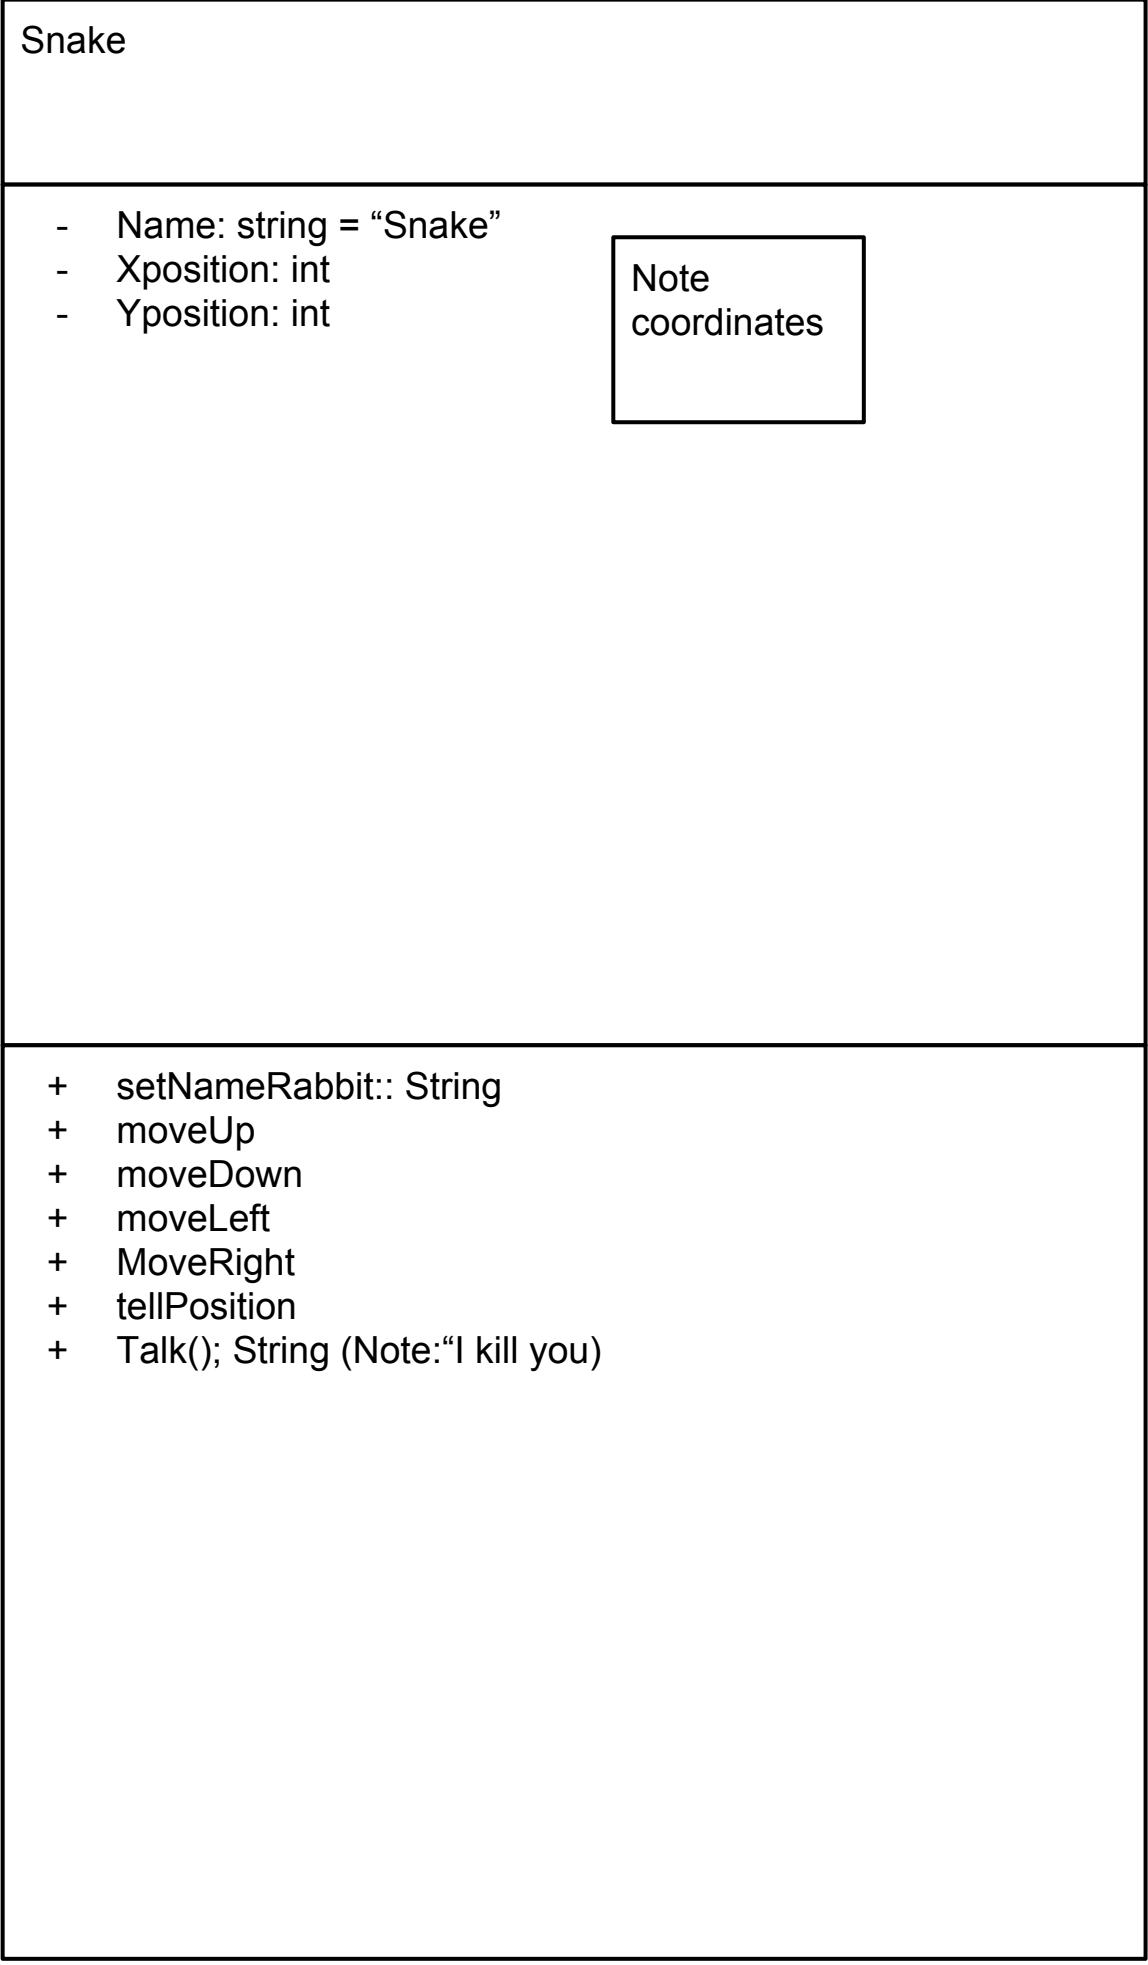 Snake
- Name: string = “Snake”
- Xposition: int
- Yposition: int
Note
coordinates
+ setNameRabbit:: String
+ moveUp
+ moveDown
+ moveLeft
+ MoveRight
+ tellPosition
+ Talk(); String (Note:“I kill you)